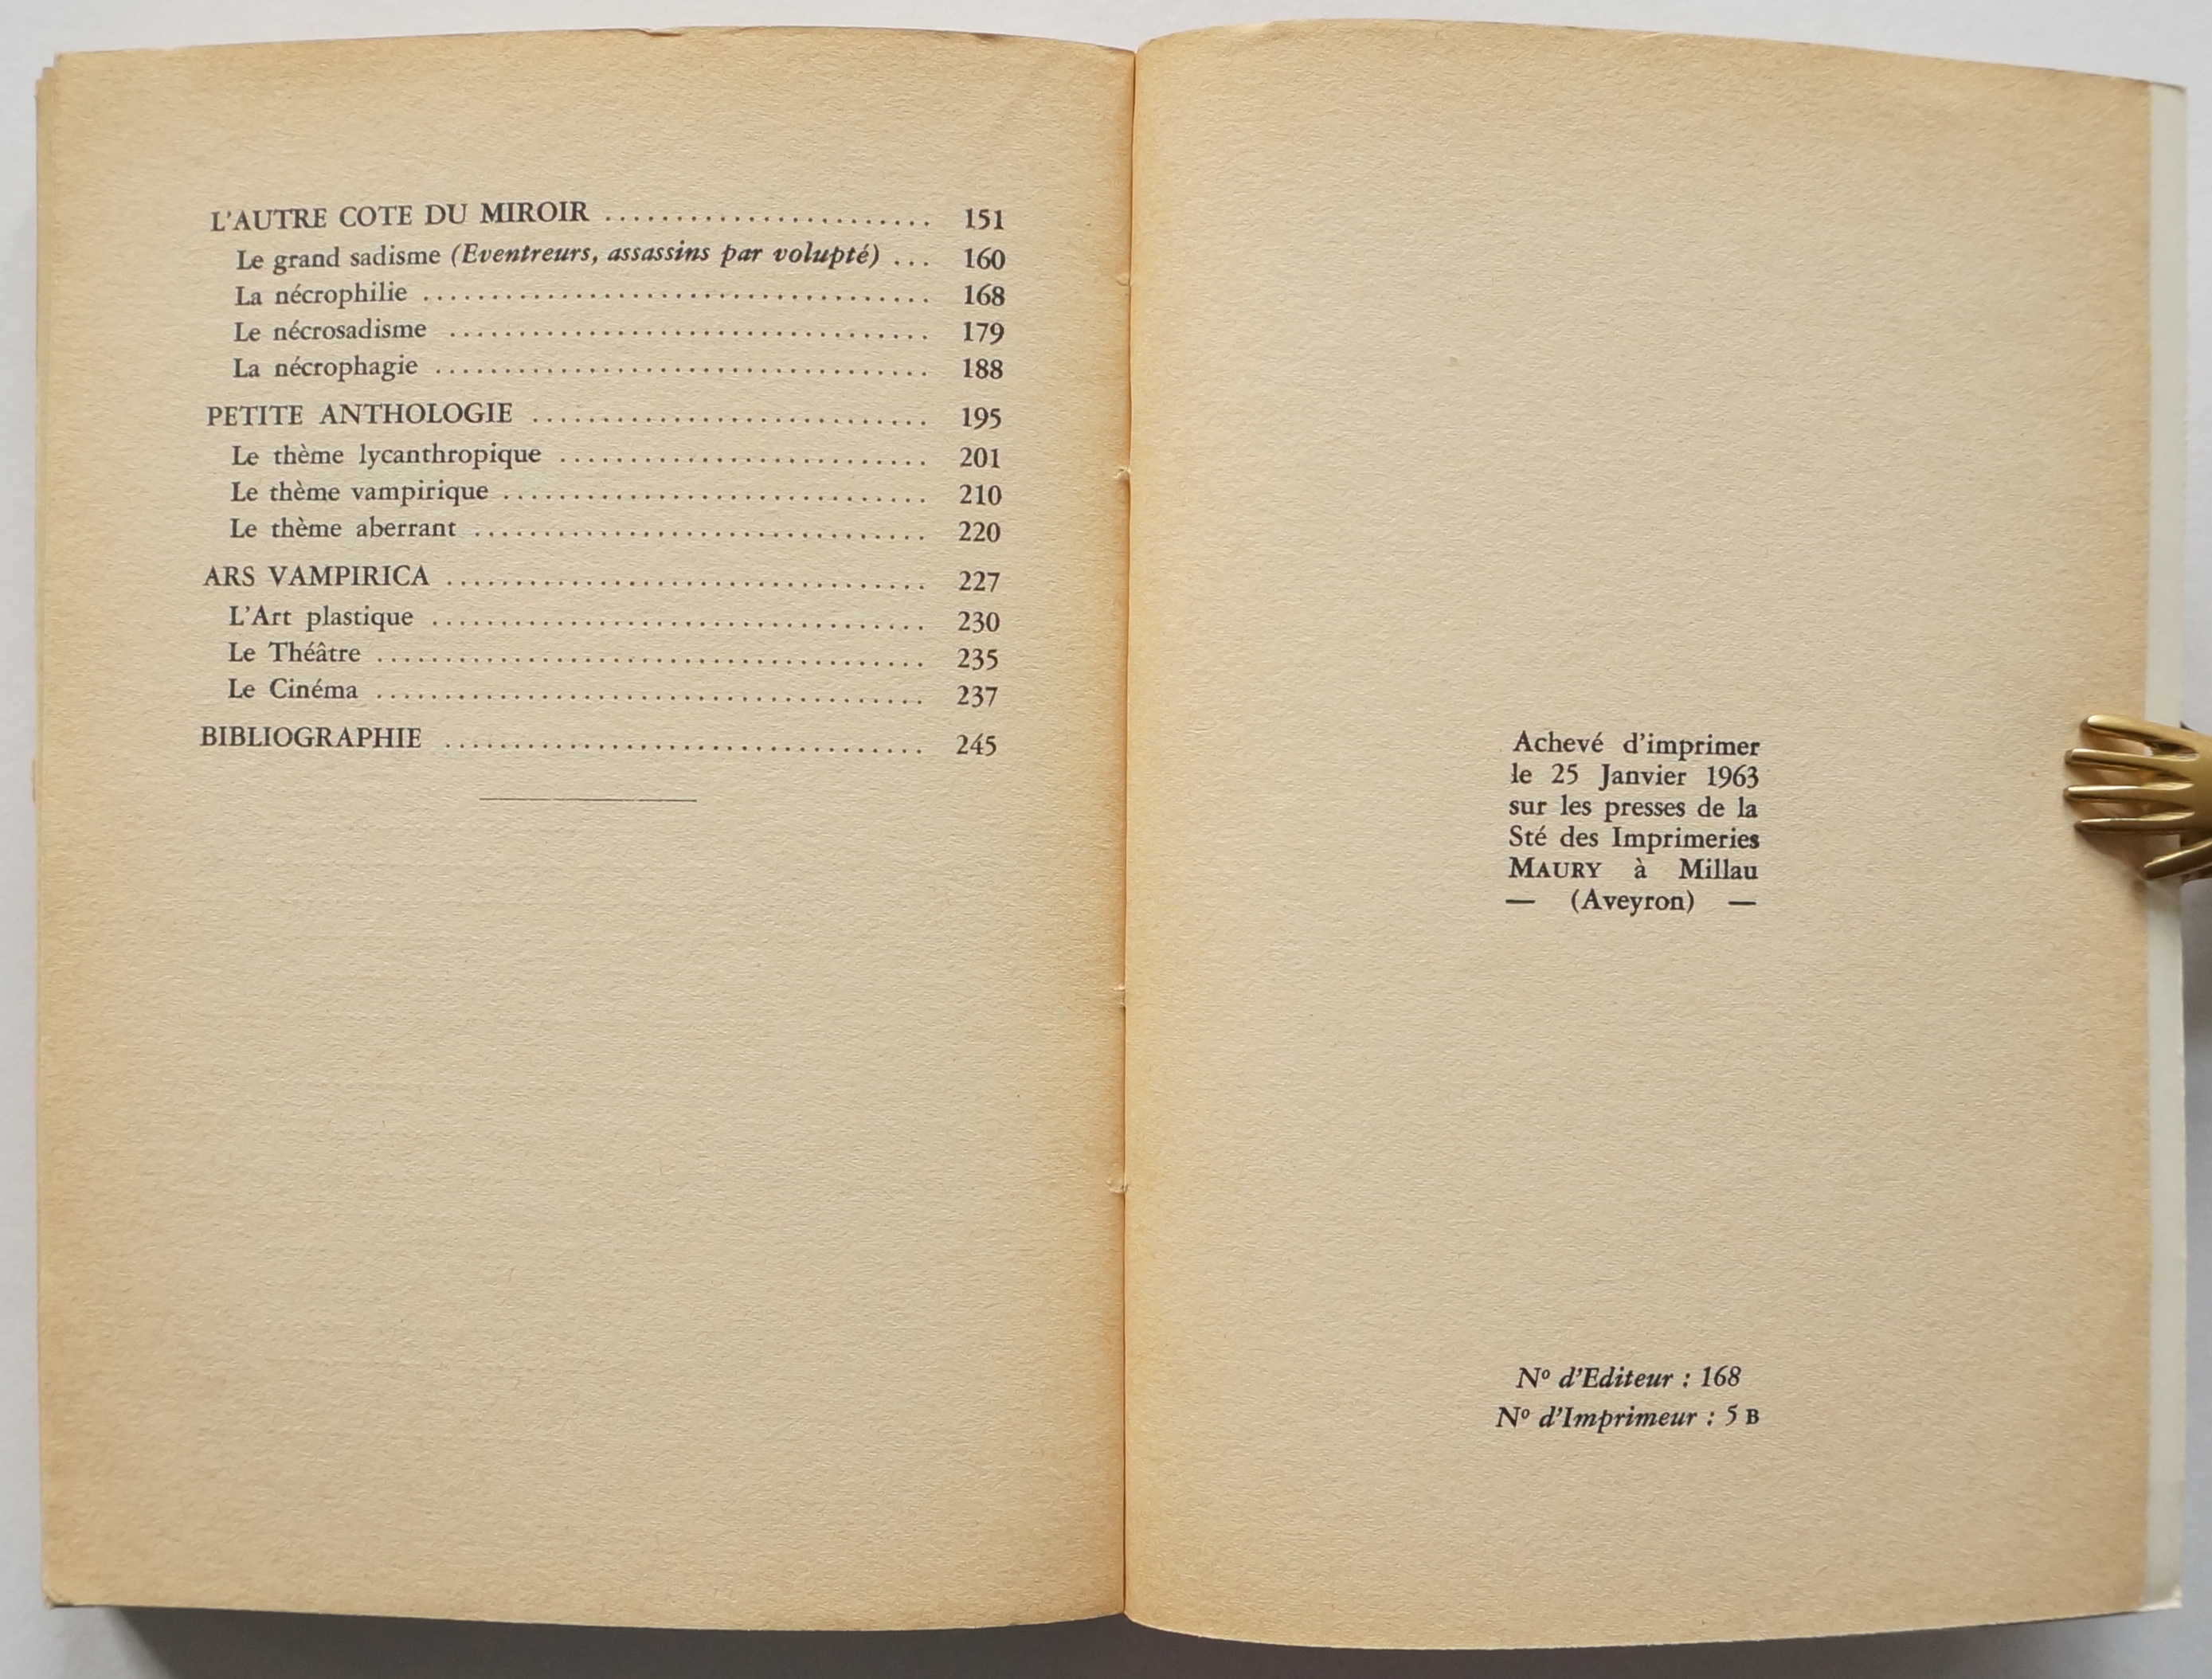 L'AUTRE COTE DU MIROIR ........................ 151
Le grand sadisme (Eventreurs, assassins par volupté) ... 160
La nécrophilie ..................................... 168
Le nécrosadisme ................................... 179
La nécrophagie .................................... 188
PETITE ANTHOLOGIE ............................. 195
Le thème lycanthropique ........................... 201
Le thème vampirique ............................... 210
Le thème aberrant ................................. 220
ARS VAMPIRICA ................................... 227
L'Art plastique .................................... 230
Le Théâtre ........................................ 235
Le Cinéma ........................................ 237
BIBLIOGRAPHIE ................................... 245
Achevé d'imprimer
le 25 Janvier 1963
sur les presses de la
Sté des Imprimeries
MAURY à Millau
— (Aveyron) —
Nº d'Editeur : 168
Nº d'Imprimeur : 5 B